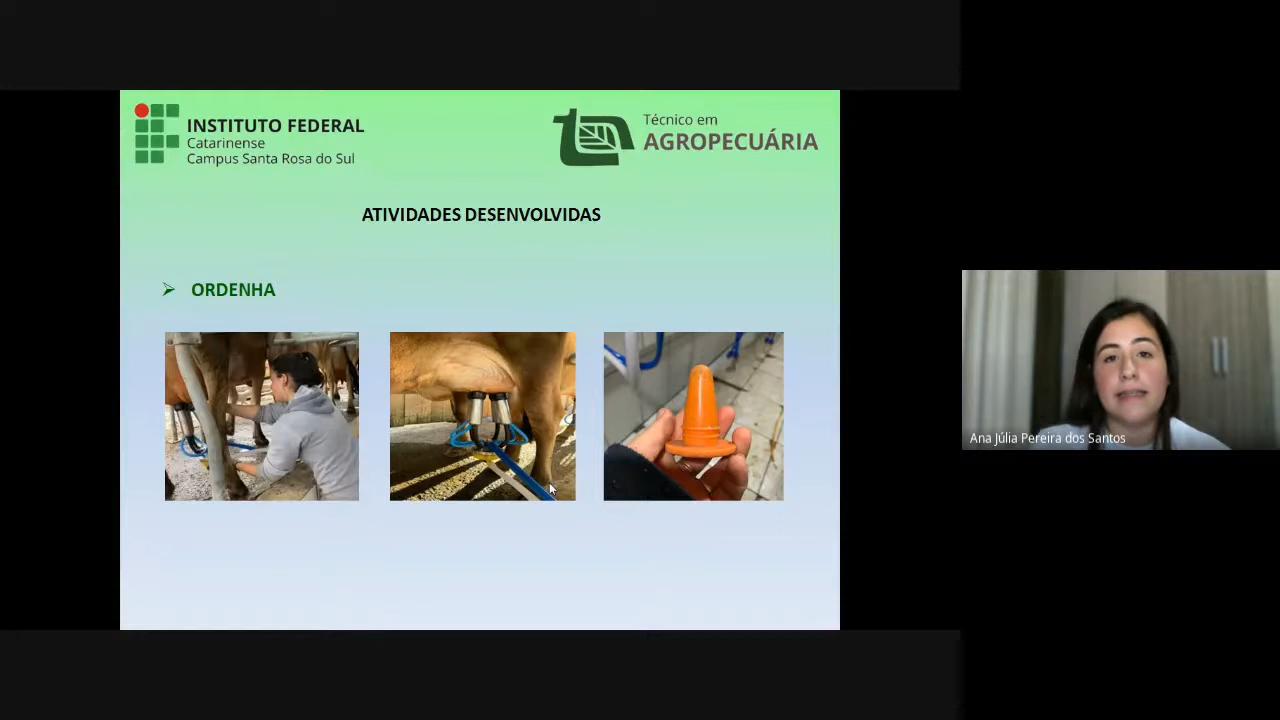 INSTITUTO FEDERAL
Catarinense
Campus Santa Rosa do Sul
Técnico em
AGROPECUÁRIA
ATIVIDADES DESENVOLVIDAS
ORDENHA
Ana Júlia Pereira dos Santos